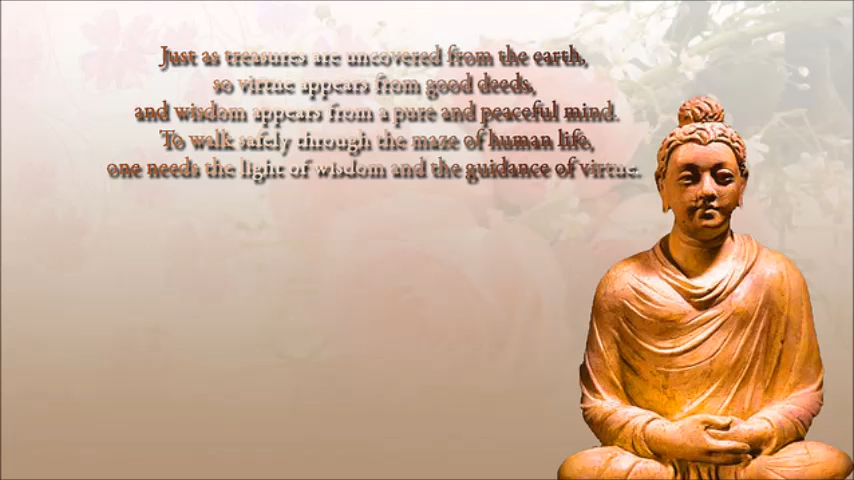 Just as treasures are uncovered from the earth,
so virtue appears from good deeds,
and wisdom appears from a pure and peaceful mind.
To walk safely through the maze of human life,
one needs the light of wisdom and the guidance of virtue.